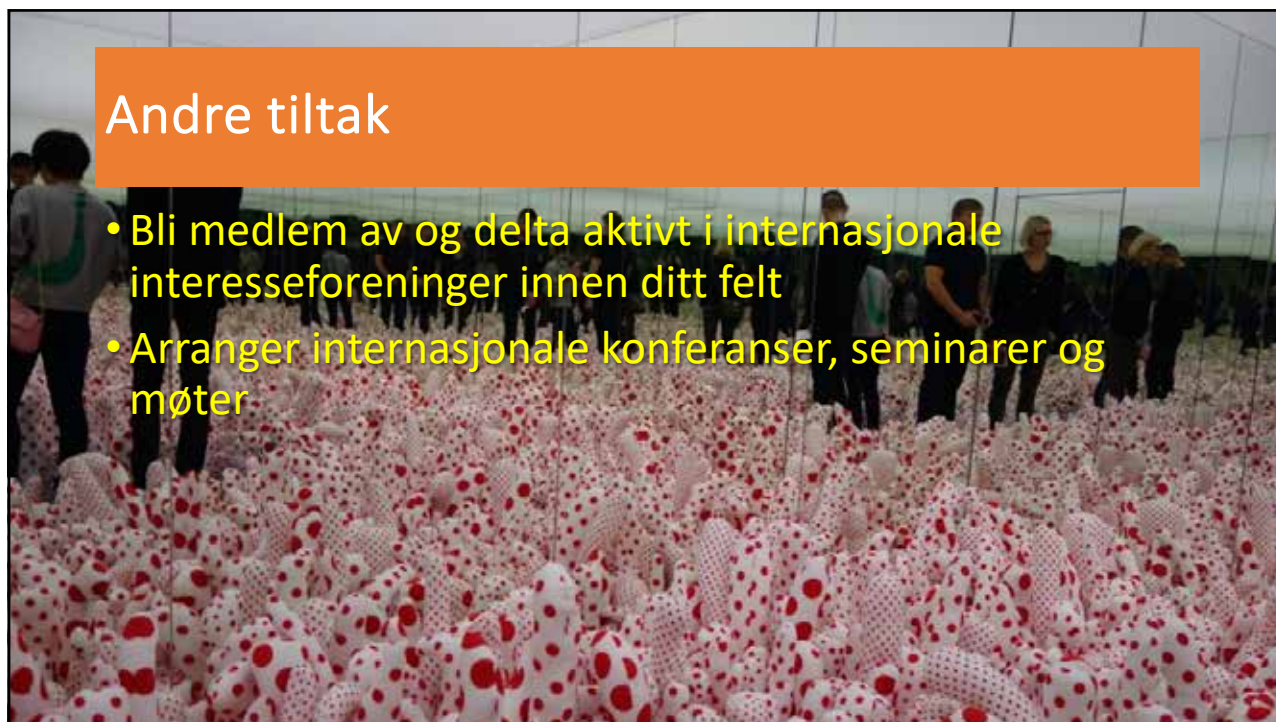 Andre tiltak
• Bli medlem av og delta aktivt i internasjonale
interesseforeninger innen ditt felt
• Arranger internasjonale konferanser, seminarer og
møter